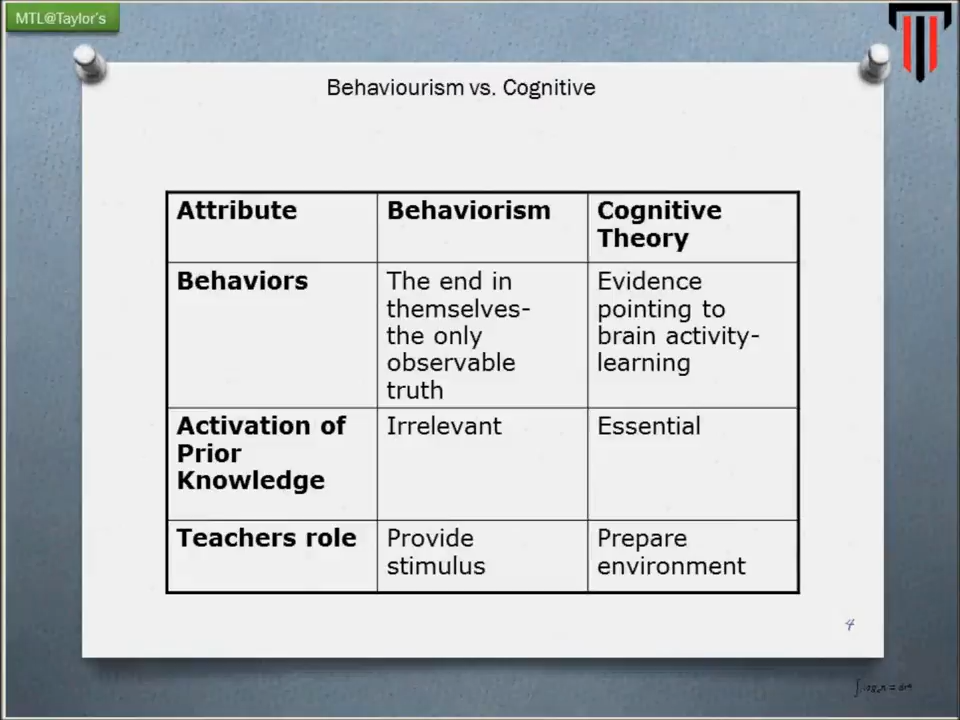 MTL@Taylor's
Behaviourism vs. Cognitive
Attribute
Behaviorism
Cognitive
Theory
Behaviors
The end in
themselves-
the only
observable
truth
Evidence
pointing to
brain activity-
learning
Activation of
Prior
Knowledge
Irrelevant
Essential
Teachers role
Provide
stimulus
Prepare
environment
4